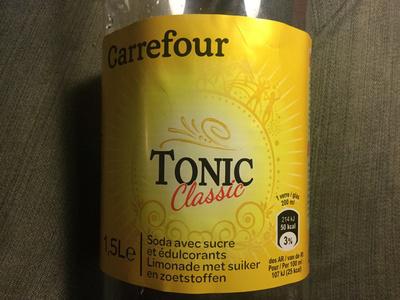 Carrefour
TONIC
Classic
1,5L℮
Soda avec sucre
et édulcorants
Limonade met suiker
en zoetstoffen
1 verre / glas
200 ml
214 kJ
50 kcal
3%
des AR / van de RI
Pour / Per 100 ml
107 kJ (25 kcal)